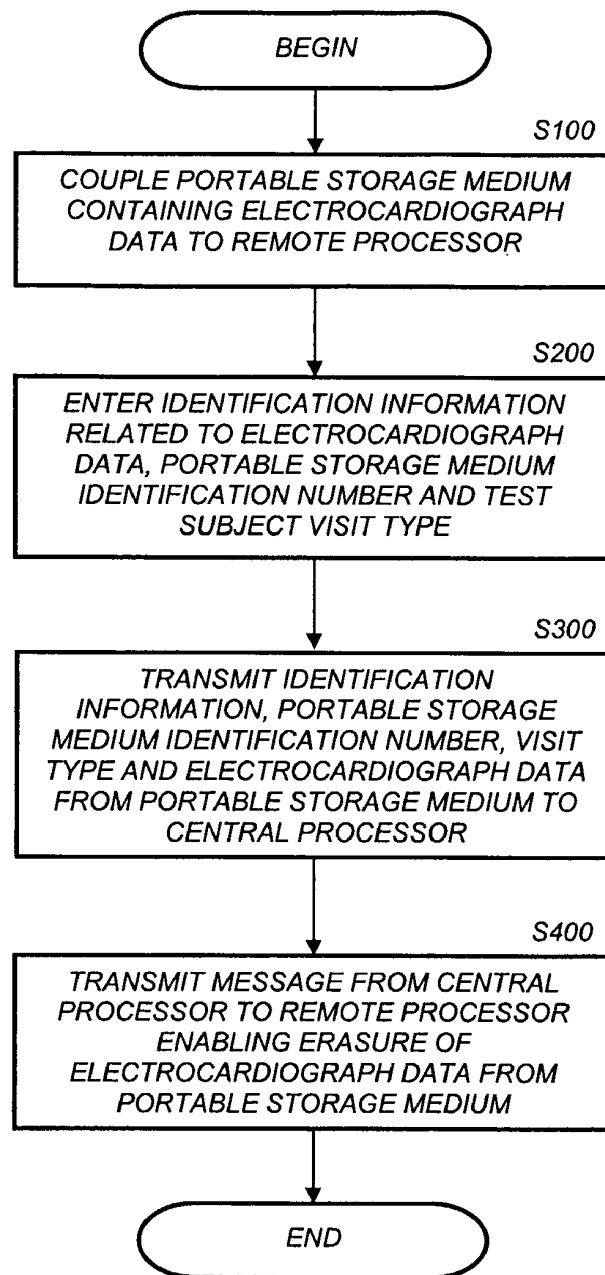 BEGIN
S100
COUPLE PORTABLE STORAGE MEDIUM
CONTAINING ELECTROCARDIOGRAPH
DATA TO REMOTE PROCESSOR
S200
ENTER IDENTIFICATION INFORMATION
RELATED TO ELECTROCARDIOGRAPH
DATA, PORTABLE STORAGE MEDIUM
IDENTIFICATION NUMBER AND TEST
SUBJECT VISIT TYPE
S300
TRANSMIT IDENTIFICATION
INFORMATION, PORTABLE STORAGE
MEDIUM IDENTIFICATION NUMBER, VISIT
TYPE AND ELECTROCARDIOGRAPH DATA
FROM PORTABLE STORAGE MEDIUM TO
CENTRAL PROCESSOR
S400
TRANSMIT MESSAGE FROM CENTRAL
PROCESSOR TO REMOTE PROCESSOR
ENABLING ERASURE OF
ELECTROCARDIOGRAPH DATA FROM
PORTABLE STORAGE MEDIUM
END